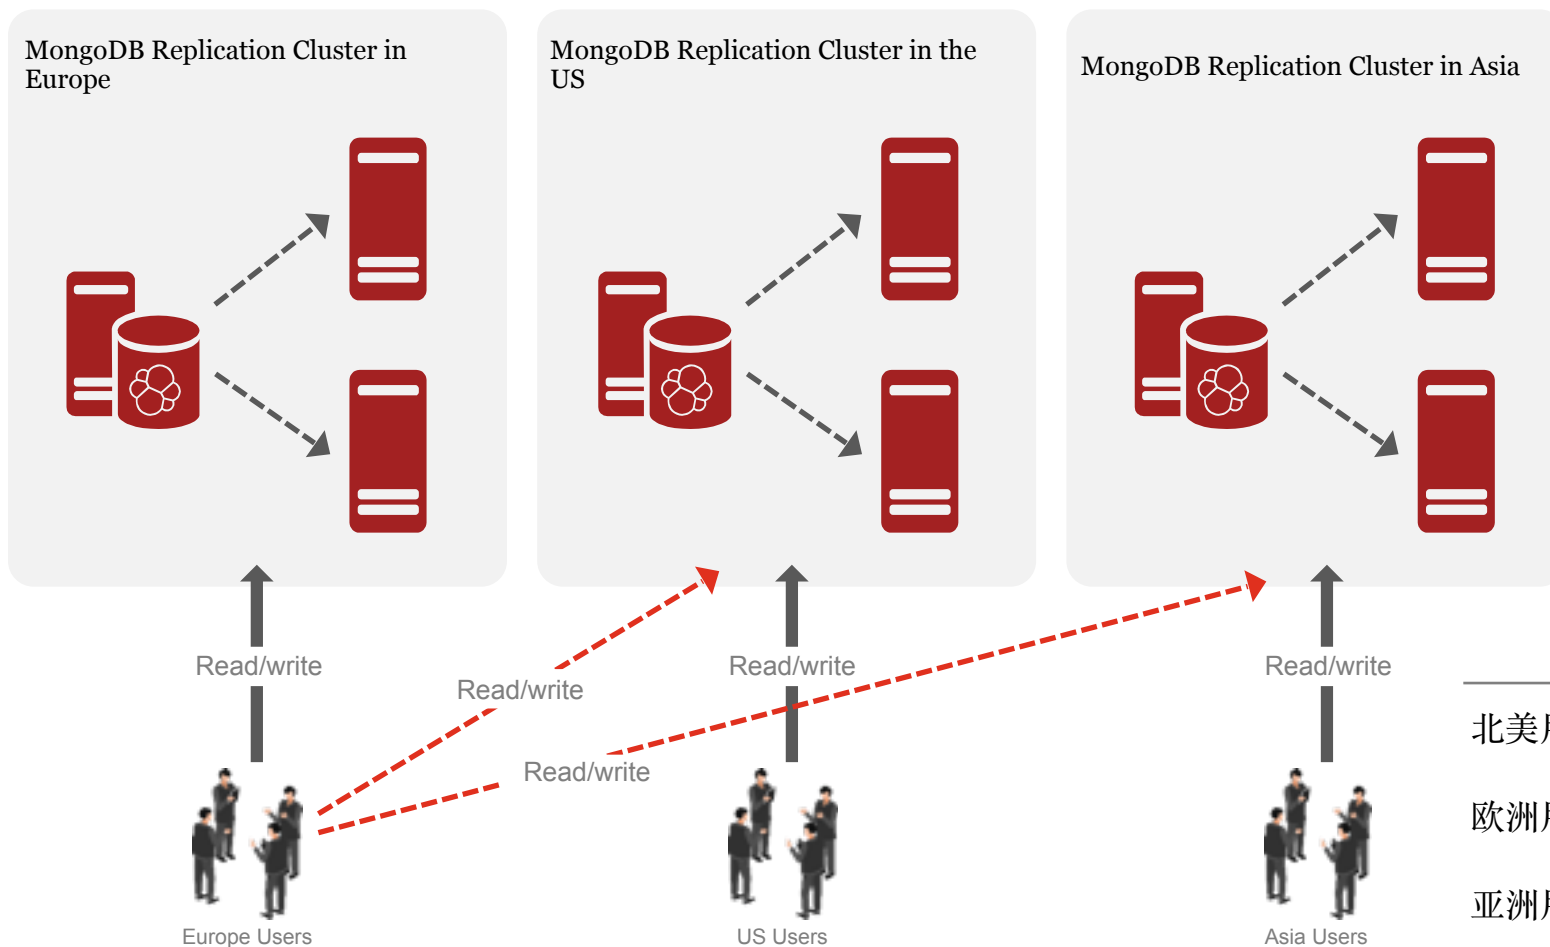 MongoDB Replication Cluster in
Europe
MongoDB Replication Cluster in the
US
MongoDB Replication Cluster in Asia
Read/write
Read/write
Read/write
Read/write
Read/write
北美
欧洲
亚洲
Europe Users
US Users
Asia Users